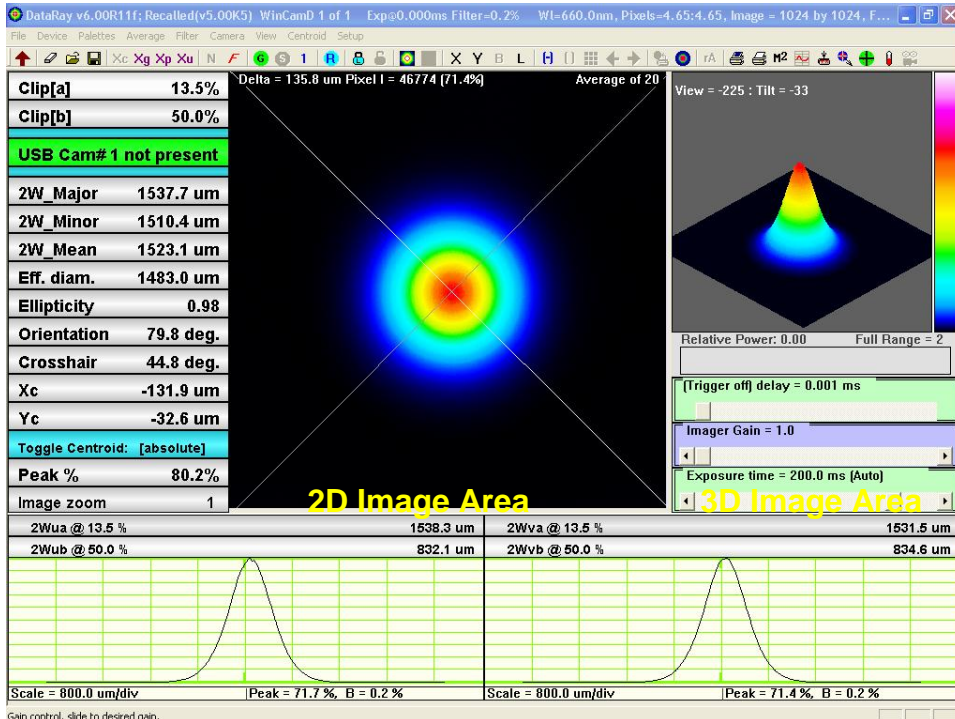 DataRay v6.00R11f; Recalled(v5.00K5) WinCamD 1 of 1 Exp@0.000ms Filter=0.2% Wl=660.0nm, Pixels=4.65:4.65, Image = 1024 by 1024, F...
File Device Palettes Average Filter Camera View Centroid Setup
Xc Xg Xp Xu N F G S 1 R X Y B L rA M²
Clip[a] 13.5%
Clip[b] 50.0%
USB Cam# 1 not present
2W_Major 1537.7 um
2W_Minor 1510.4 um
2W_Mean 1523.1 um
Eff. diam. 1483.0 um
Ellipticity 0.98
Orientation 79.8 deg.
Crosshair 44.8 deg.
Xc -131.9 um
Yc -32.6 um
Toggle Centroid: [absolute]
Peak % 80.2%
Image zoom 1
Delta = 135.8 um Pixel I = 46774 (71.4%) Average of 20
2D Image Area
View = -225 : Tilt = -33
Relative Power: 0.00 Full Range = 2
(Trigger off) delay = 0.001 ms
Imager Gain = 1.0
Exposure time = 200.0 ms (Auto)
3D Image Area
2Wua @ 13.5 % 1538.3 um
2Wub @ 50.0 % 832.1 um
Scale = 800.0 um/div Peak = 71.7 %, B = 0.2 %
2Wva @ 13.5 % 1531.5 um
2Wvb @ 50.0 % 834.6 um
Scale = 800.0 um/div Peak = 71.4 %, B = 0.2 %
Gain control, slide to desired gain.